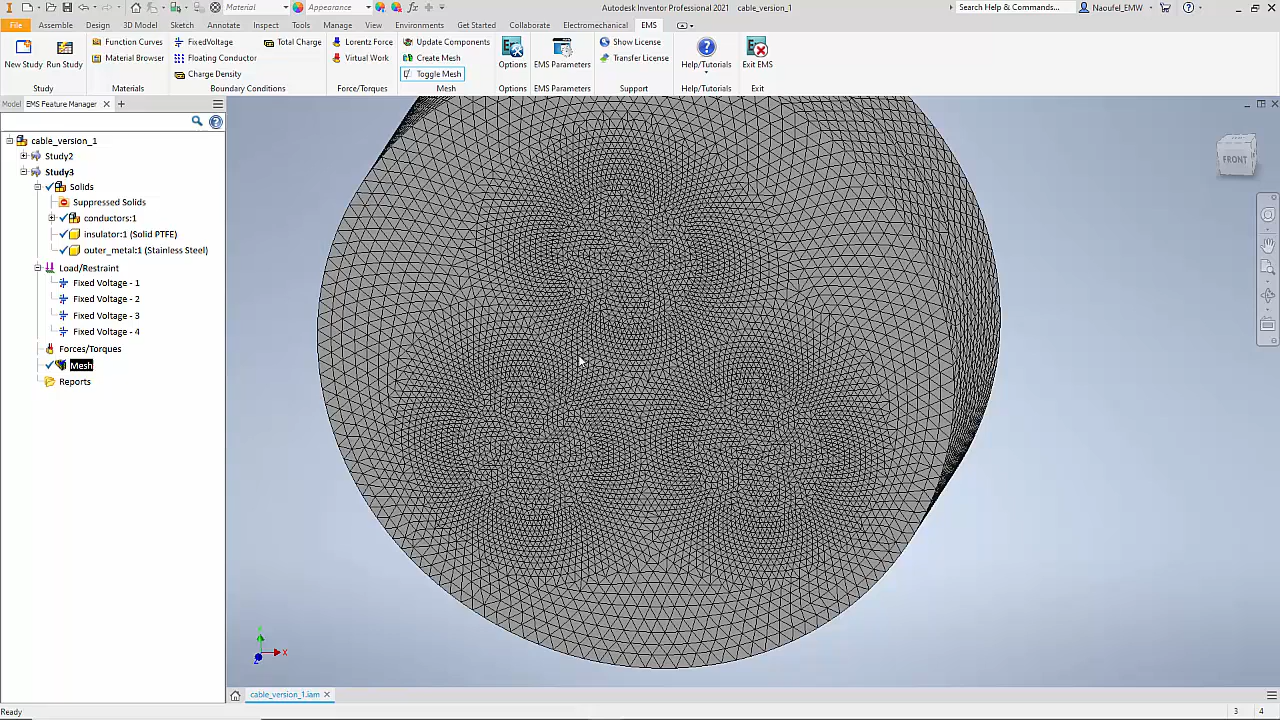 Material
Appearance
Autodesk Inventor Professional 2021 cable_version_1
Search Help & Commands...
Naoufel_EMW
File Assemble Design 3D Model Sketch Annotate Inspect Tools Manage View Environments Get Started Collaborate Electromechanical EMS
New Study
Run Study
Study
Function Curves
Material Browser
Materials
FixedVoltage
Floating Conductor
Charge Density
Total Charge
Boundary Conditions
Lorentz Force
Virtual Work
Force/Torques
Update Components
Create Mesh
Toggle Mesh
Mesh
Options
Options
EMS Parameters
EMS Parameters
Show License
Transfer License
Support
Help/Tutorials
Help/Tutorials
Exit EMS
Exit
Model EMS Feature Manager
cable_version_1
Study2
Study3
Solids
Suppressed Solids
conductors:1
insulator:1 (Solid PTFE)
outer_metal:1 (Stainless Steel)
Load/Restraint
Fixed Voltage - 1
Fixed Voltage - 2
Fixed Voltage - 3
Fixed Voltage - 4
Forces/Torques
Mesh
Reports
FRONT
X
cable_version_1.iam
Ready
3 4